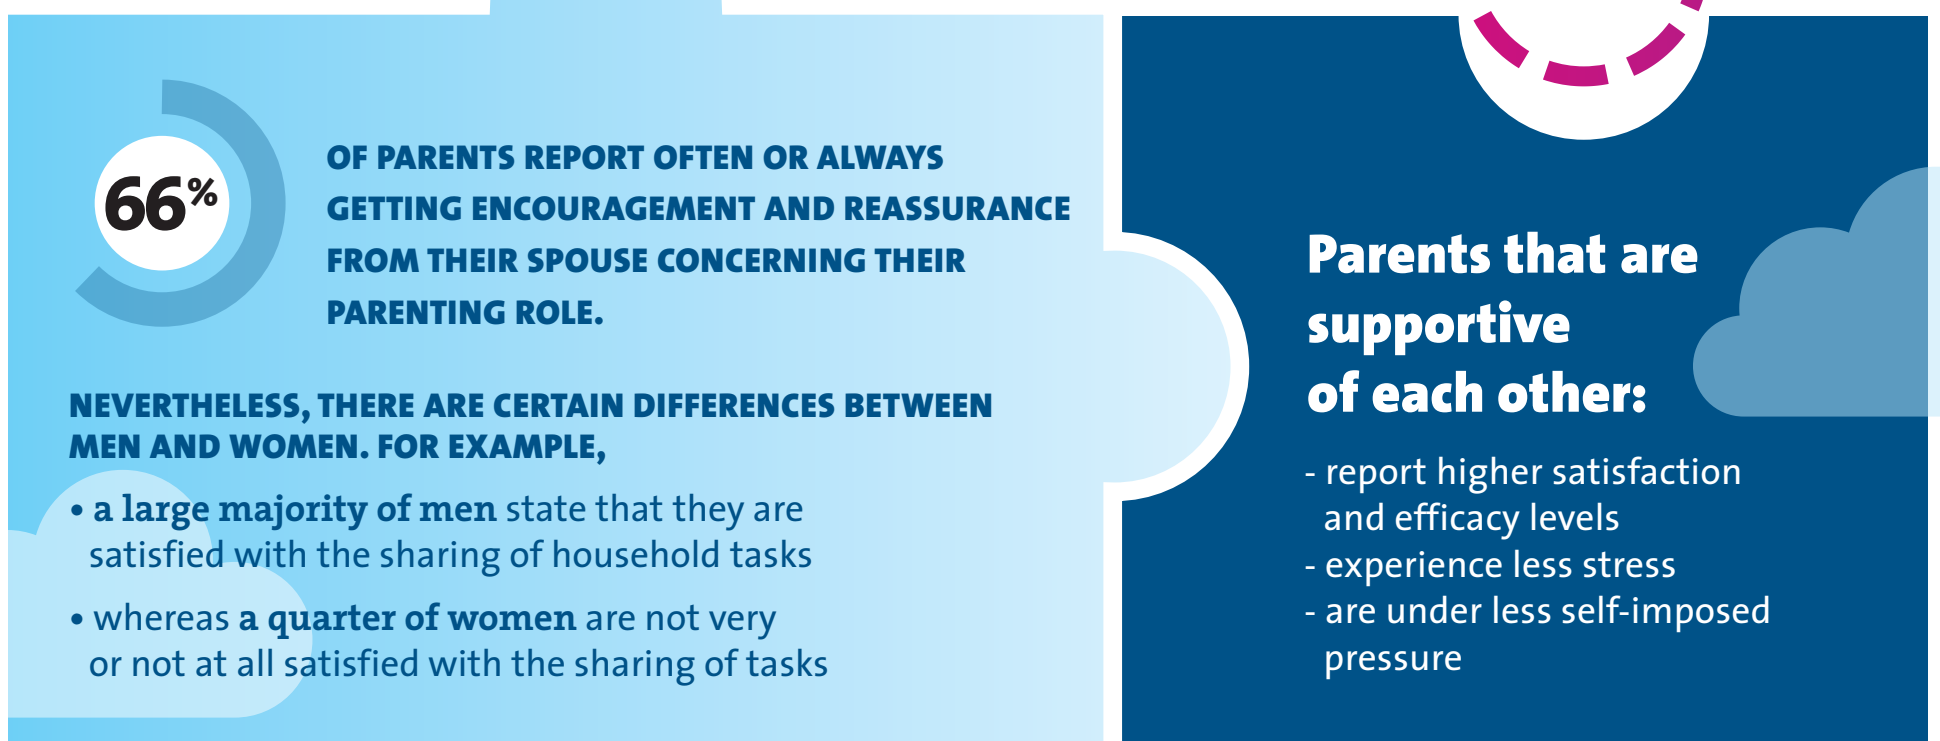 66%
OF PARENTS REPORT OFTEN OR ALWAYS
GETTING ENCOURAGEMENT AND REASSURANCE
FROM THEIR SPOUSE CONCERNING THEIR
PARENTING ROLE.
NEVERTHELESS, THERE ARE CERTAIN DIFFERENCES BETWEEN
MEN AND WOMEN. FOR EXAMPLE,
• a large majority of men state that they are
satisfied with the sharing of household tasks
• whereas a quarter of women are not very
or not at all satisfied with the sharing of tasks
Parents that are
supportive
of each other:
- report higher satisfaction
and efficacy levels
- experience less stress
- are under less self-imposed
pressure